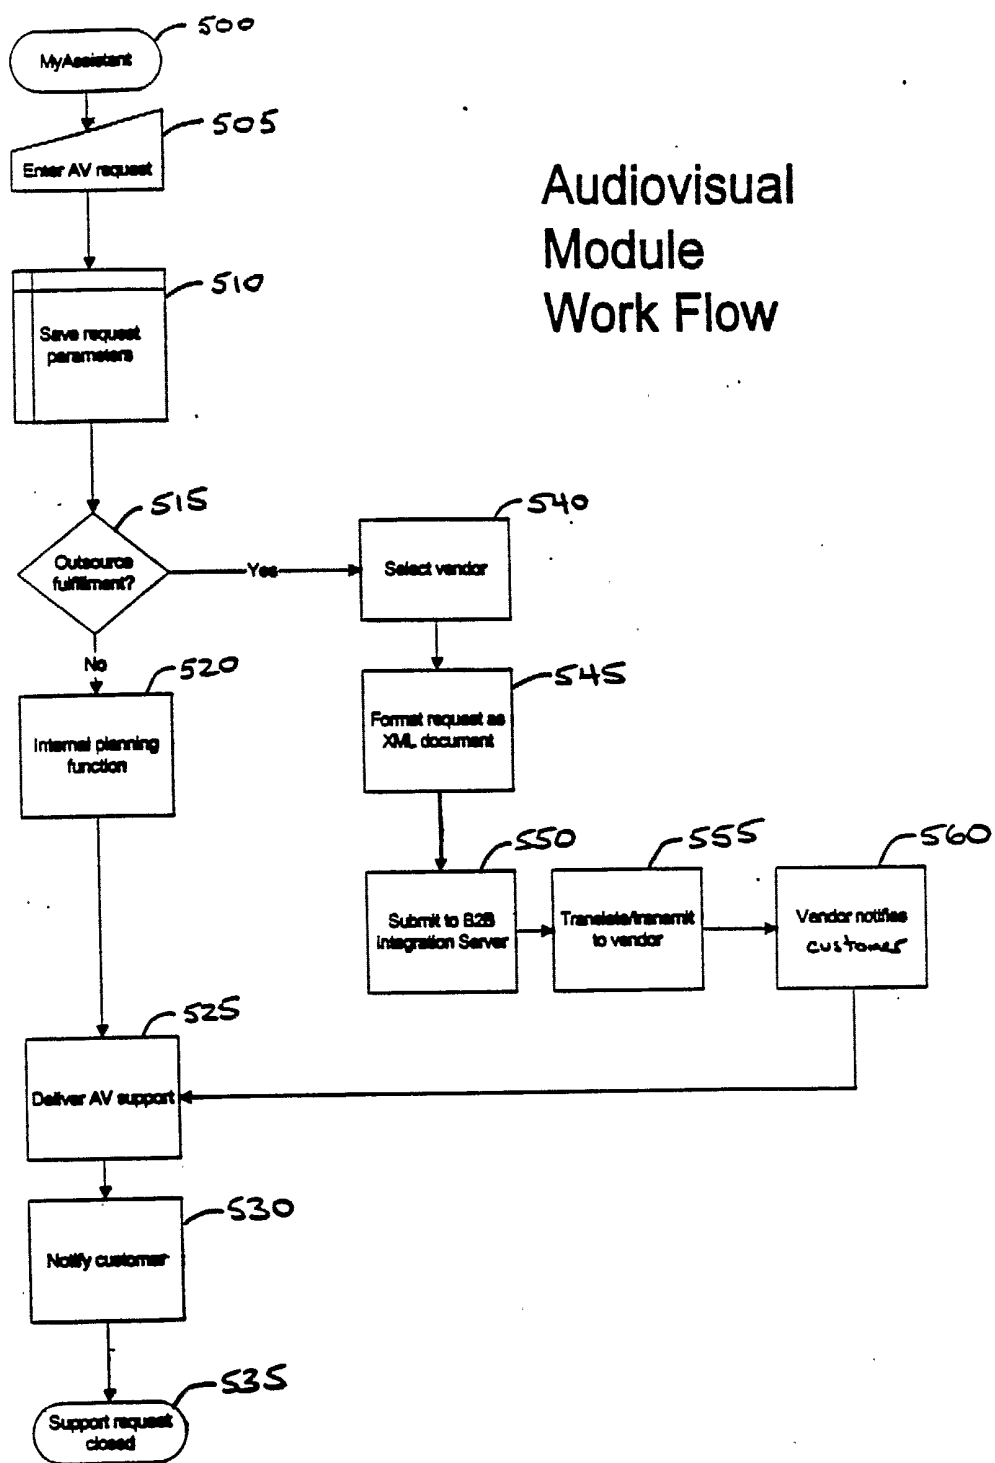 500
MyAssistant
505
Enter AV request
Audiovisual
Module
Work Flow
510
Save request
parameters
515
Outsource
fulfillment?
Yes
540
Select vendor
No
520
Internal planning
function
545
Format request as
XML document
550
Submit to B2B
Integration Server
555
Translate/transmit
to vendor
560
Vendor notifies
customer
525
Deliver AV support
530
Notify customer
535
Support request
closed